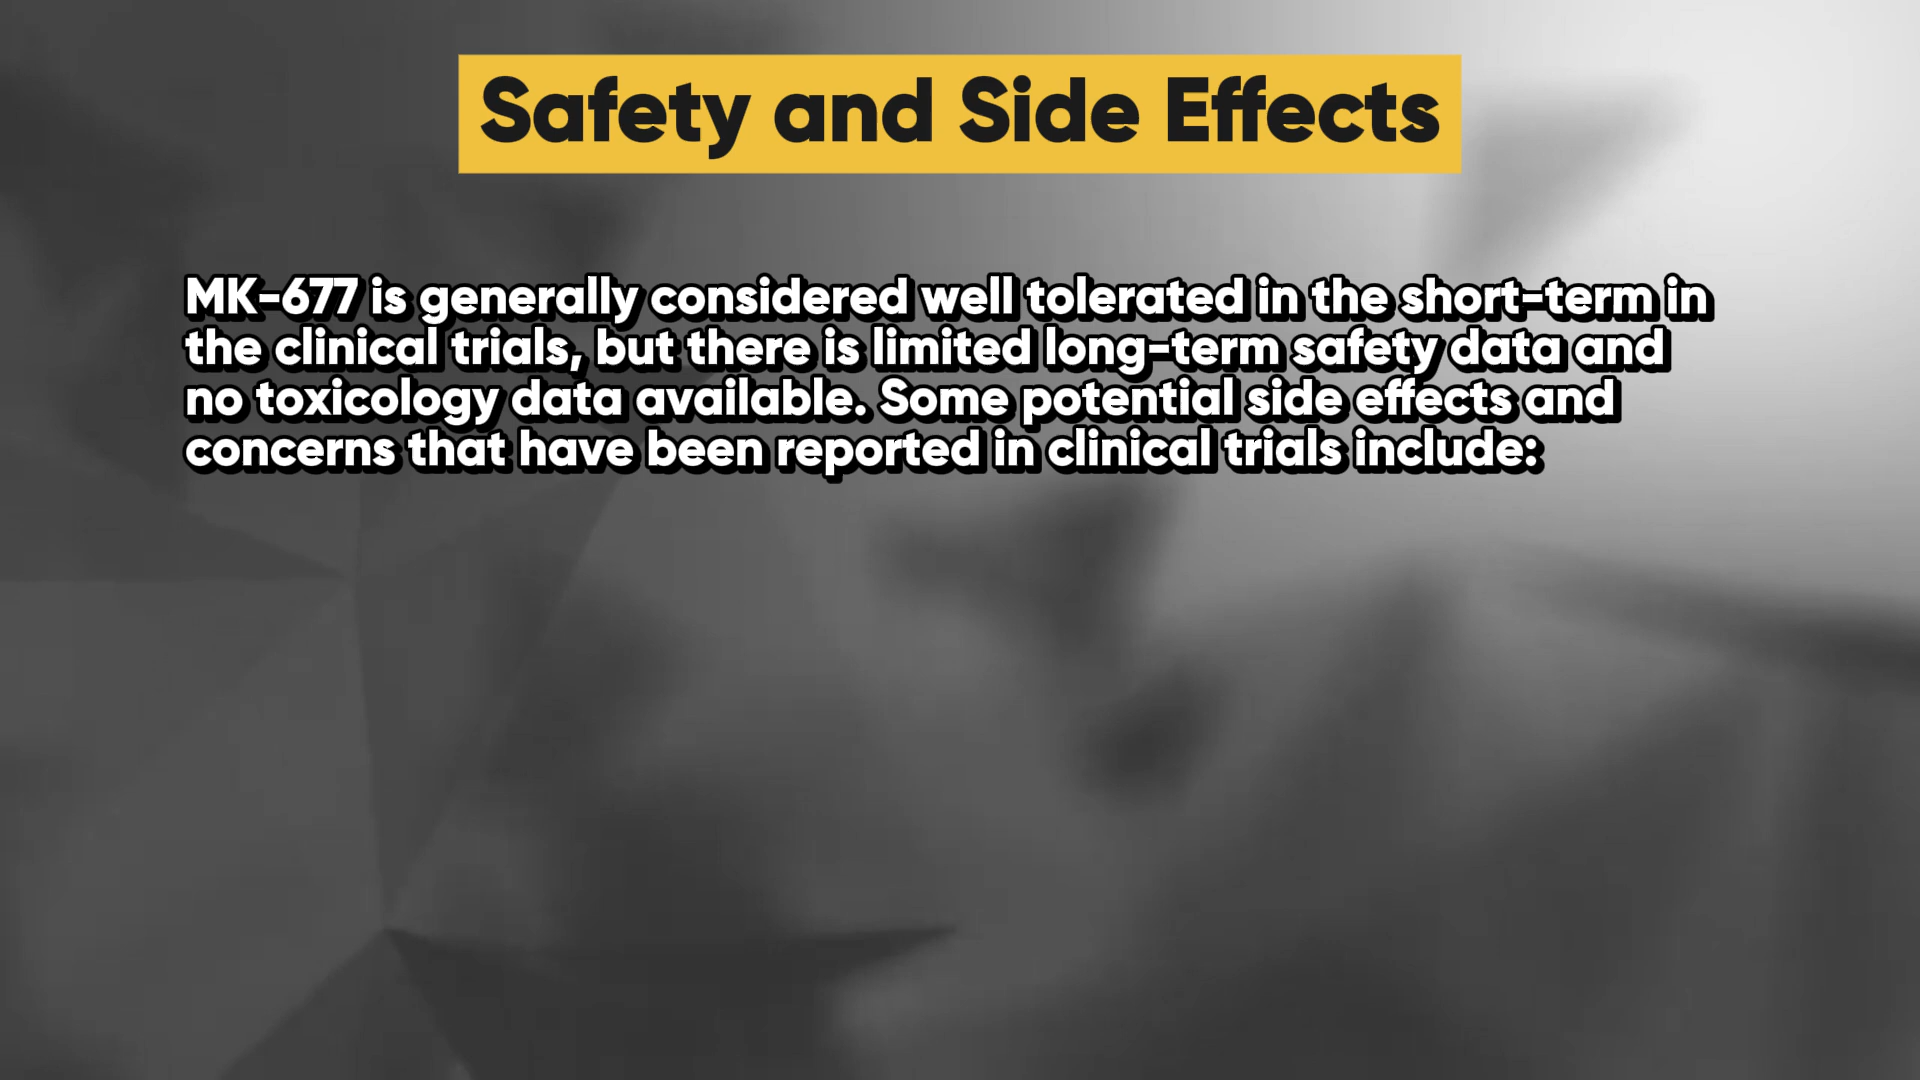 Safety and Side Effects
MK-677 is generally considered well tolerated in the short-term in
the clinical trials, but there is limited long-term safety data and
no toxicology data available. Some potential side effects and
concerns that have been reported in clinical trials include: